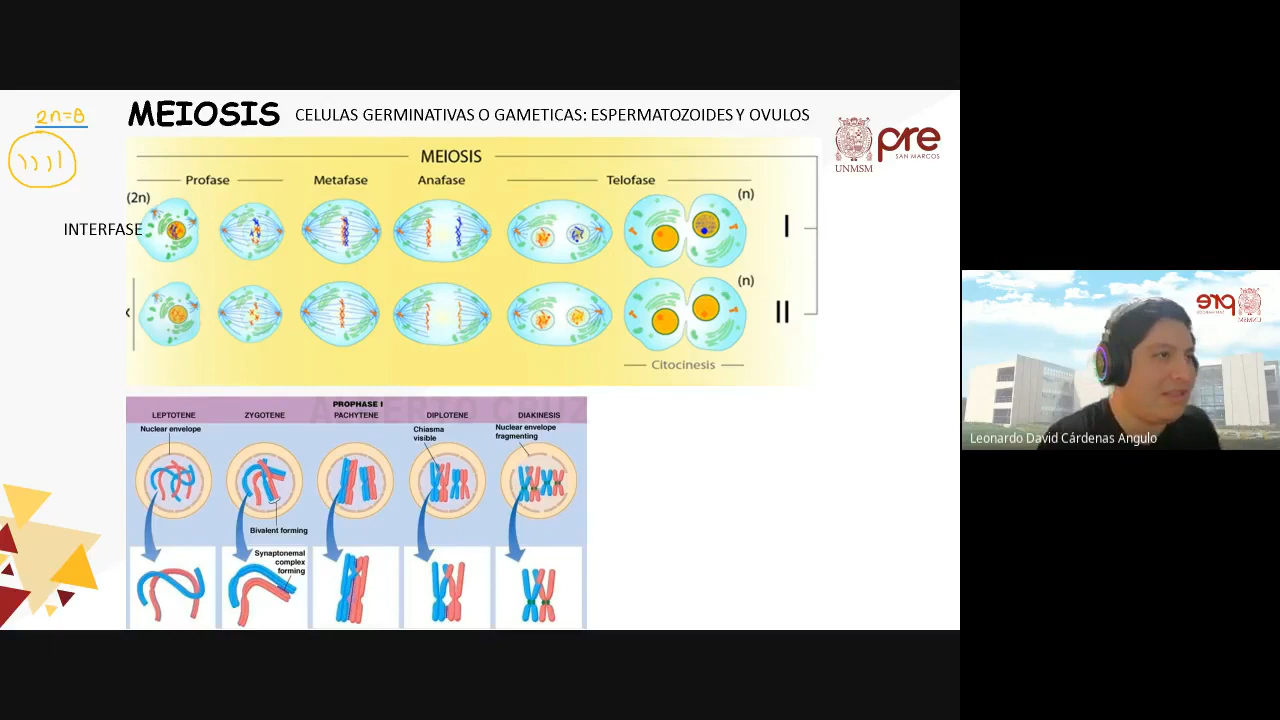 2n=8
MEIOSIS CELULAS GERMINATIVAS O GAMETICAS: ESPERMATOZOIDES Y OVULOS
UNMSM
pre
SAN MARCOS
MEIOSIS
Profase Metafase Anafase Telofase
(2n) (n)
INTERFASE
I
(n)
x
II
Citocinesis
PROPHASE I
LEPTOTENE ZYGOTENE PACHYTENE DIPLOTENE DIAKINESIS
Nuclear envelope
Chiasma
visible
Nuclear envelope
fragmenting
Bivalent forming
Synaptonemal
complex
forming
pre
Leonardo David Cárdenas Angulo